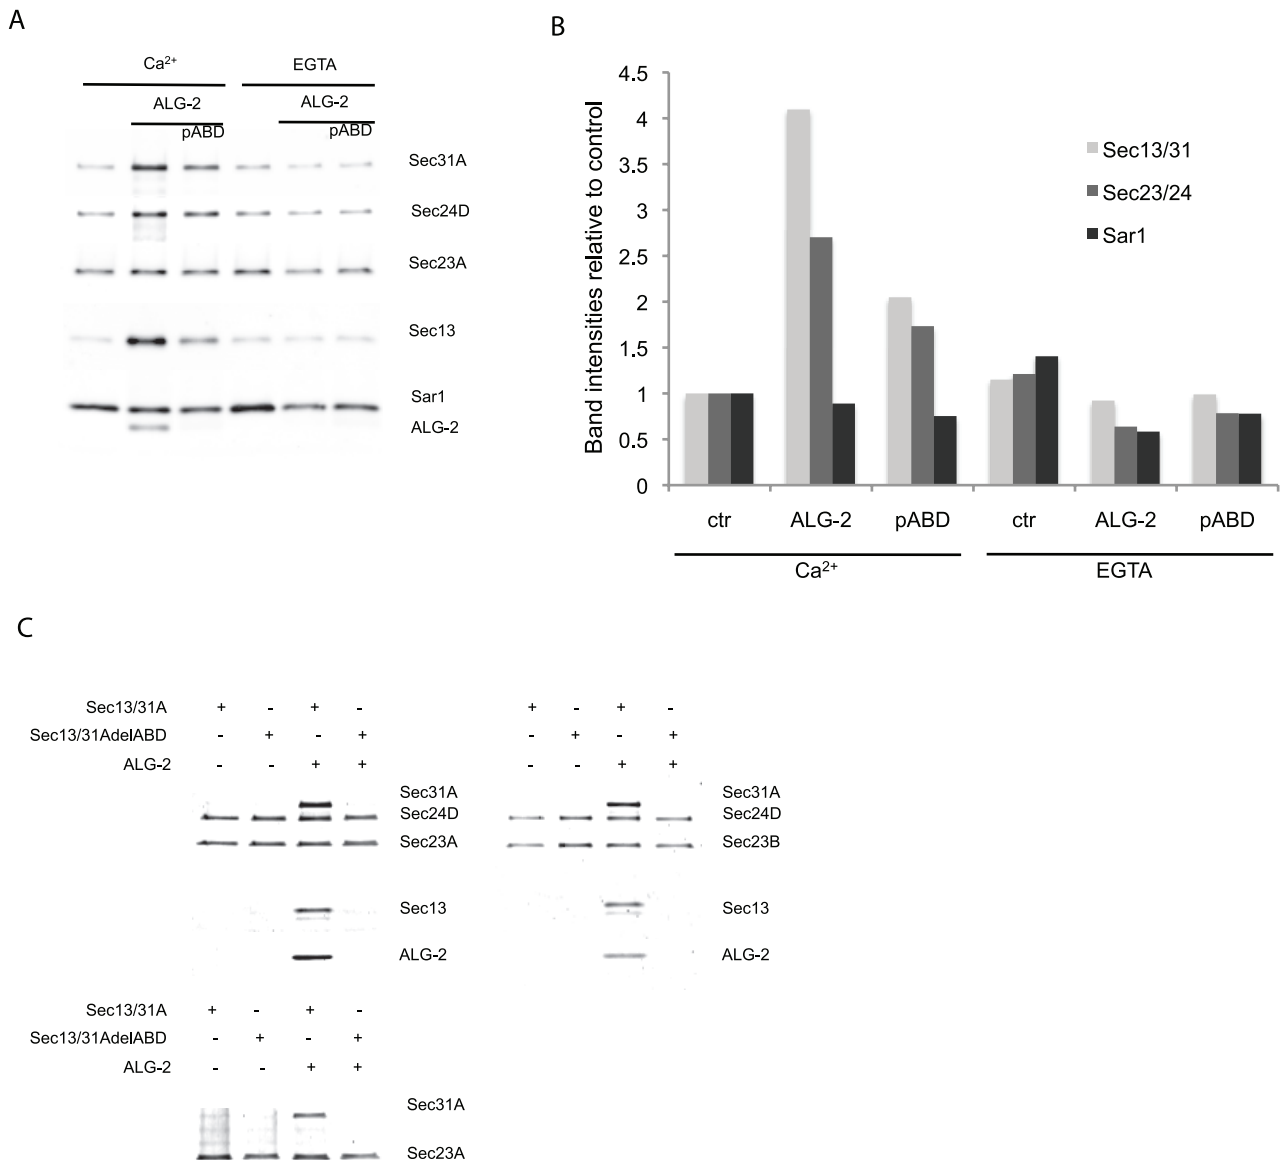 A
Ca2+ EGTA
ALG-2 ALG-2
pABD pABD
Sec31A
Sec24D
Sec23A
Sec13
Sar1
ALG-2
B
Band intensities relative to control
4.5
4
3.5
3
2.5
2
1.5
1
0.5
0
Sec13/31
Sec23/24
Sar1
ctr ALG-2 pABD ctr ALG-2 pABD
Ca2+ EGTA
C
Sec13/31A + - + -
Sec13/31AdelABD - + - +
ALG-2 - - + +
Sec31A
Sec24D
Sec23A
Sec13
ALG-2
+ - + -
- + - +
- - + +
Sec31A
Sec24D
Sec23B
Sec13
ALG-2
Sec13/31A + - + -
Sec13/31AdelABD - + - +
ALG-2 - - + +
Sec31A
Sec23A